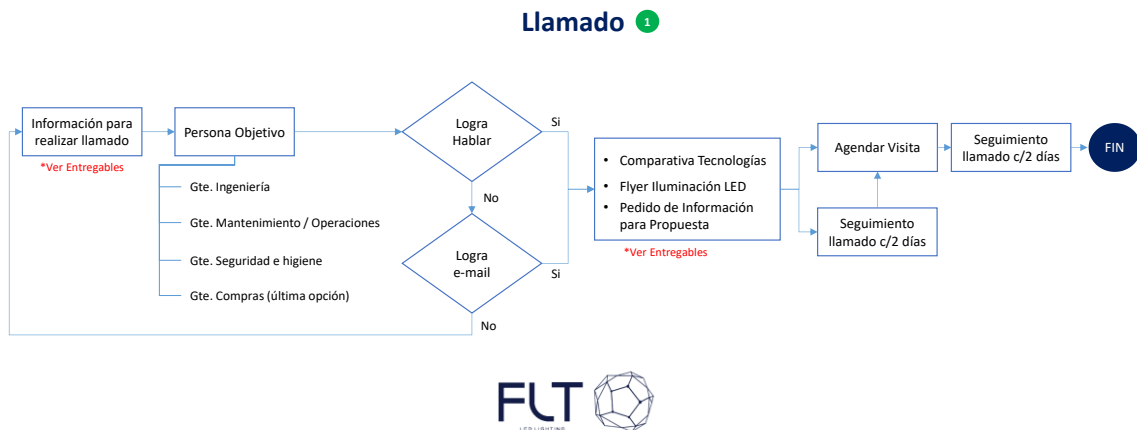 Llamado 1
Información para
realizar llamado
*Ver Entregables
Persona Objetivo
Gte. Ingeniería
Gte. Mantenimiento / Operaciones
Gte. Seguridad e higiene
Gte. Compras (última opción)
Logra
Hablar
Si
No
Logra
e-mail
Si
No
• Comparativa Tecnologías
• Flyer Iluminación LED
• Pedido de Información
para Propuesta
*Ver Entregables
Agendar Visita
Seguimiento
llamado c/2 días
Seguimiento
llamado c/2 días
FIN
FLT
LED LIGHTING